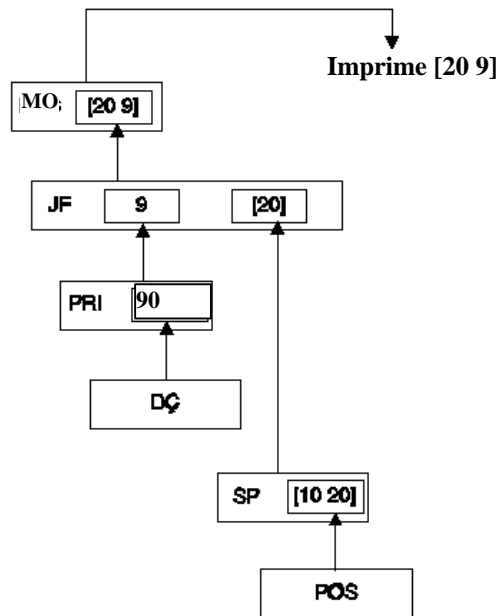 Imprime [20 9]
MO; [20 9]
JF 9 [20]
PRI 90
DÇ
SP [10 20]
POS